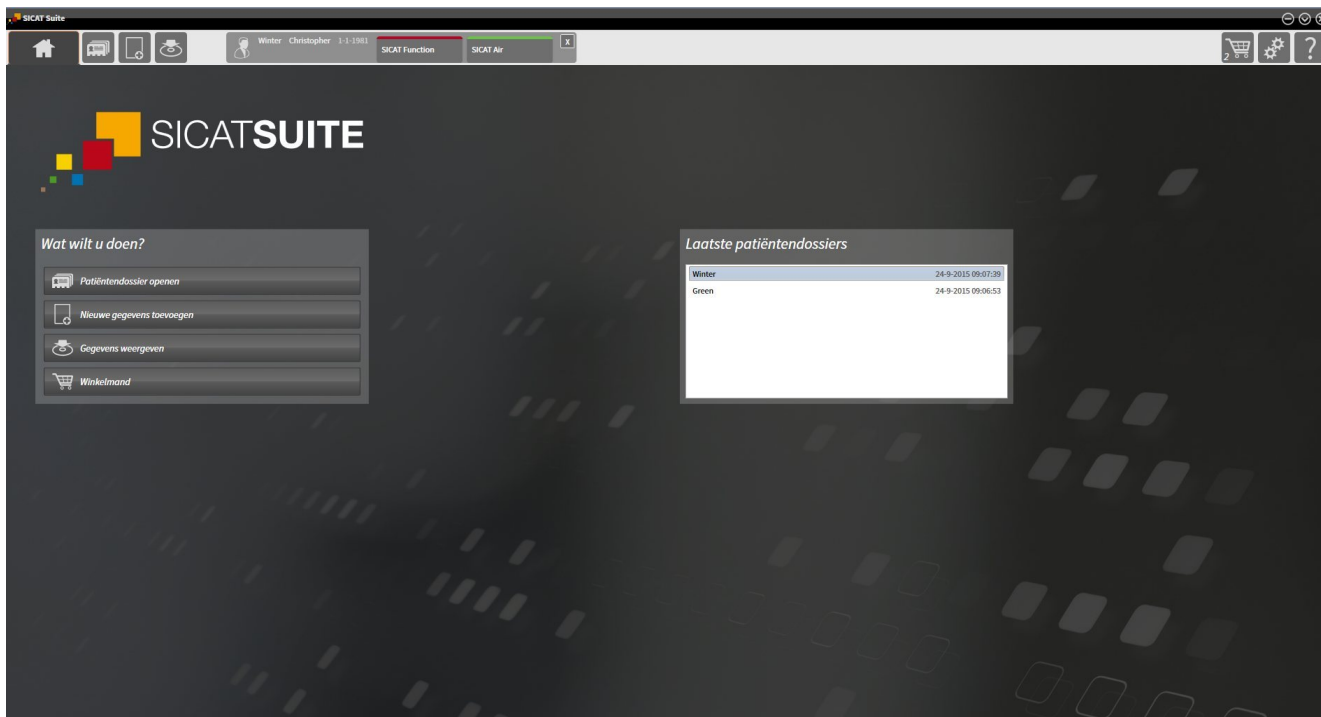 SICAT Suite
Winter Christopher 1-1-1981
SICAT Function
SICAT Air
X
2
?
SICATSUITE
Wat wilt u doen?
Patiëntendossier openen
Nieuwe gegevens toevoegen
Gegevens weergeven
Winkelmand
Laatste patiëntendossiers
Winter 24-9-2015 09:07:39
Green 24-9-2015 09:06:53